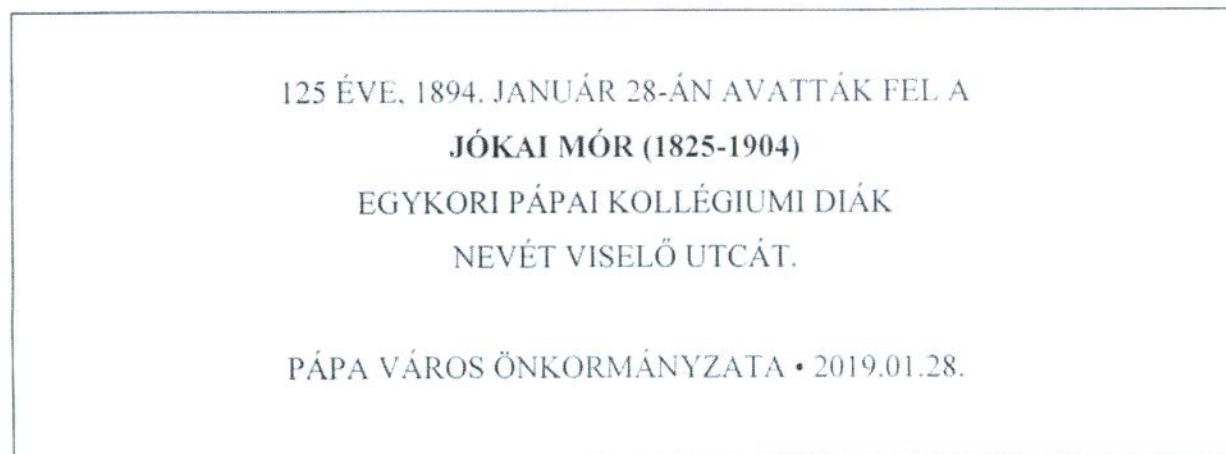 125 ÉVE, 1894. JANUÁR 28-ÁN AVATTÁK FEL A
JÓKAI MÓR (1825-1904)
EGYKORI PÁPAI KOLLÉGIUMI DIÁK
NEVÉT VISELŐ UTCÁT.
PÁPA VÁROS ÖNKORMÁNYZATA • 2019.01.28.